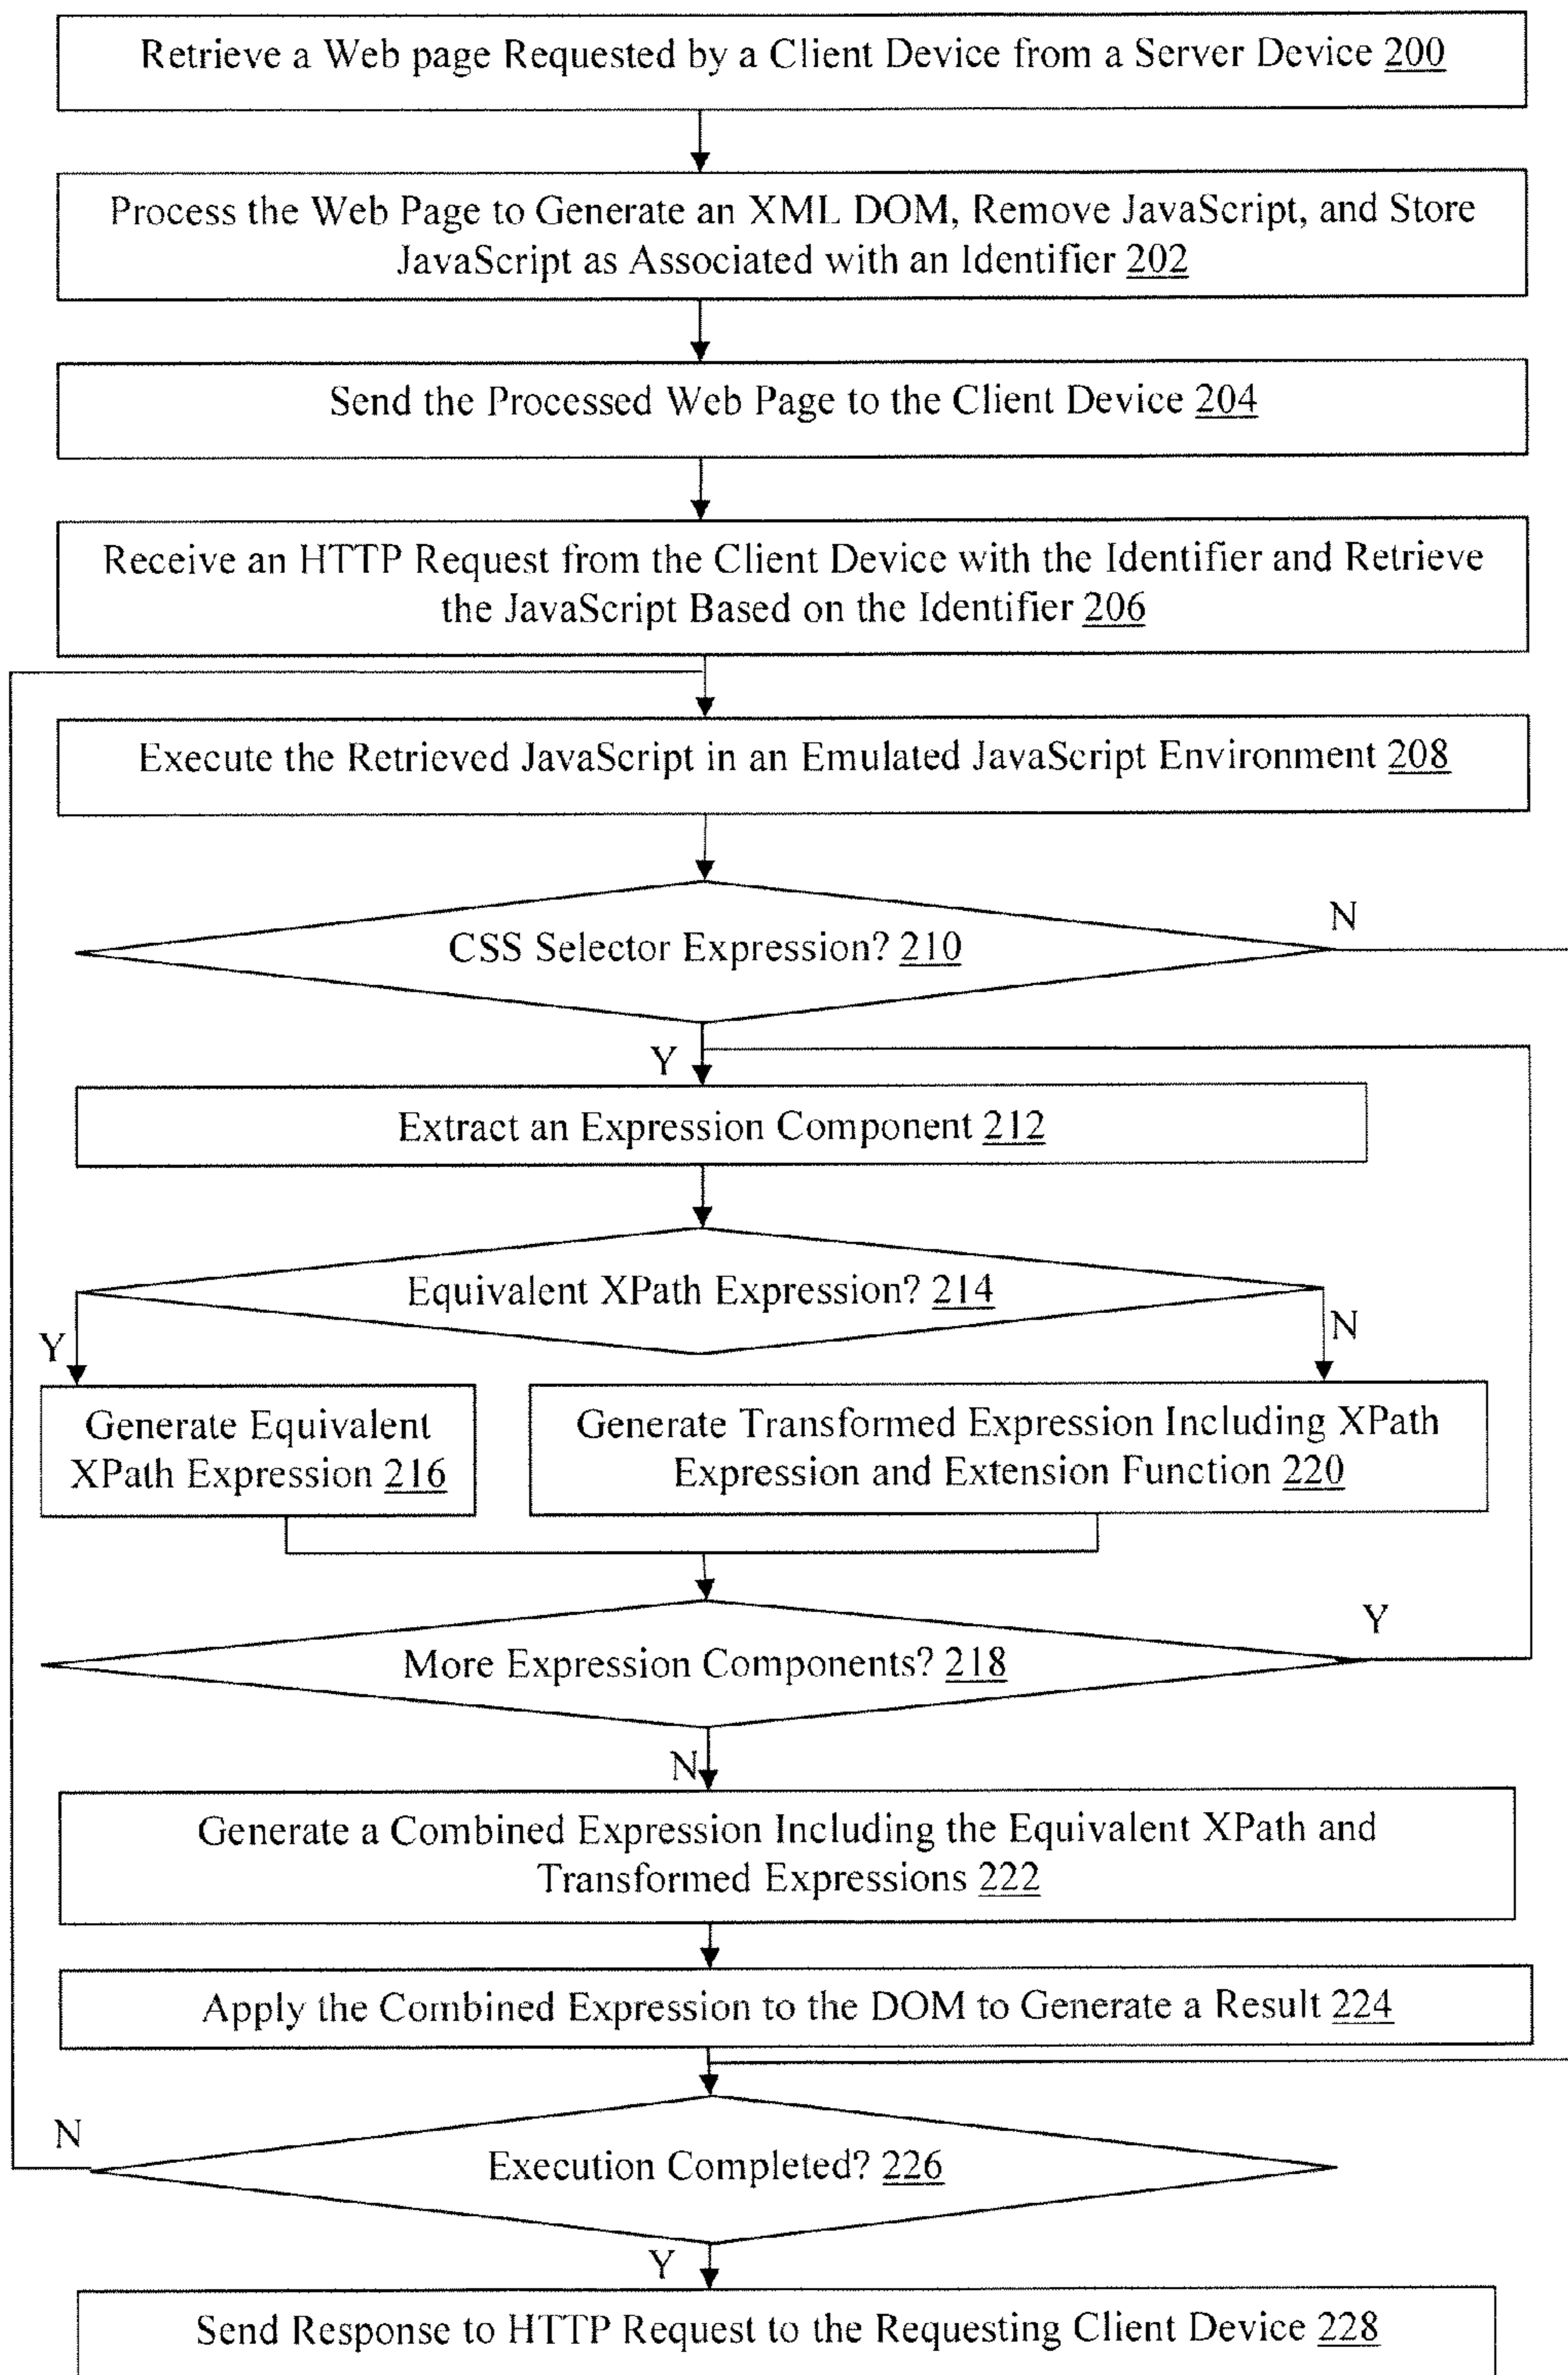 Retrieve a Web page Requested by a Client Device from a Server Device 200
Process the Web Page to Generate an XML DOM, Remove JavaScript, and Store
JavaScript as Associated with an Identifier 202
Send the Processed Web Page to the Client Device 204
Receive an HTTP Request from the Client Device with the Identifier and Retrieve
the JavaScript Based on the Identifier 206
Execute the Retrieved JavaScript in an Emulated JavaScript Environment 208
N
CSS Selector Expression? 210
Y
Extract an Expression Component 212
Equivalent XPath Expression? 214
Y
N
Generate Equivalent
XPath Expression 216
Generate Transformed Expression Including XPath
Expression and Extension Function 220
Y
More Expression Components? 218
N
Generate a Combined Expression Including the Equivalent XPath and
Transformed Expressions 222
Apply the Combined Expression to the DOM to Generate a Result 224
N
Execution Completed? 226
Y
Send Response to HTTP Request to the Requesting Client Device 228